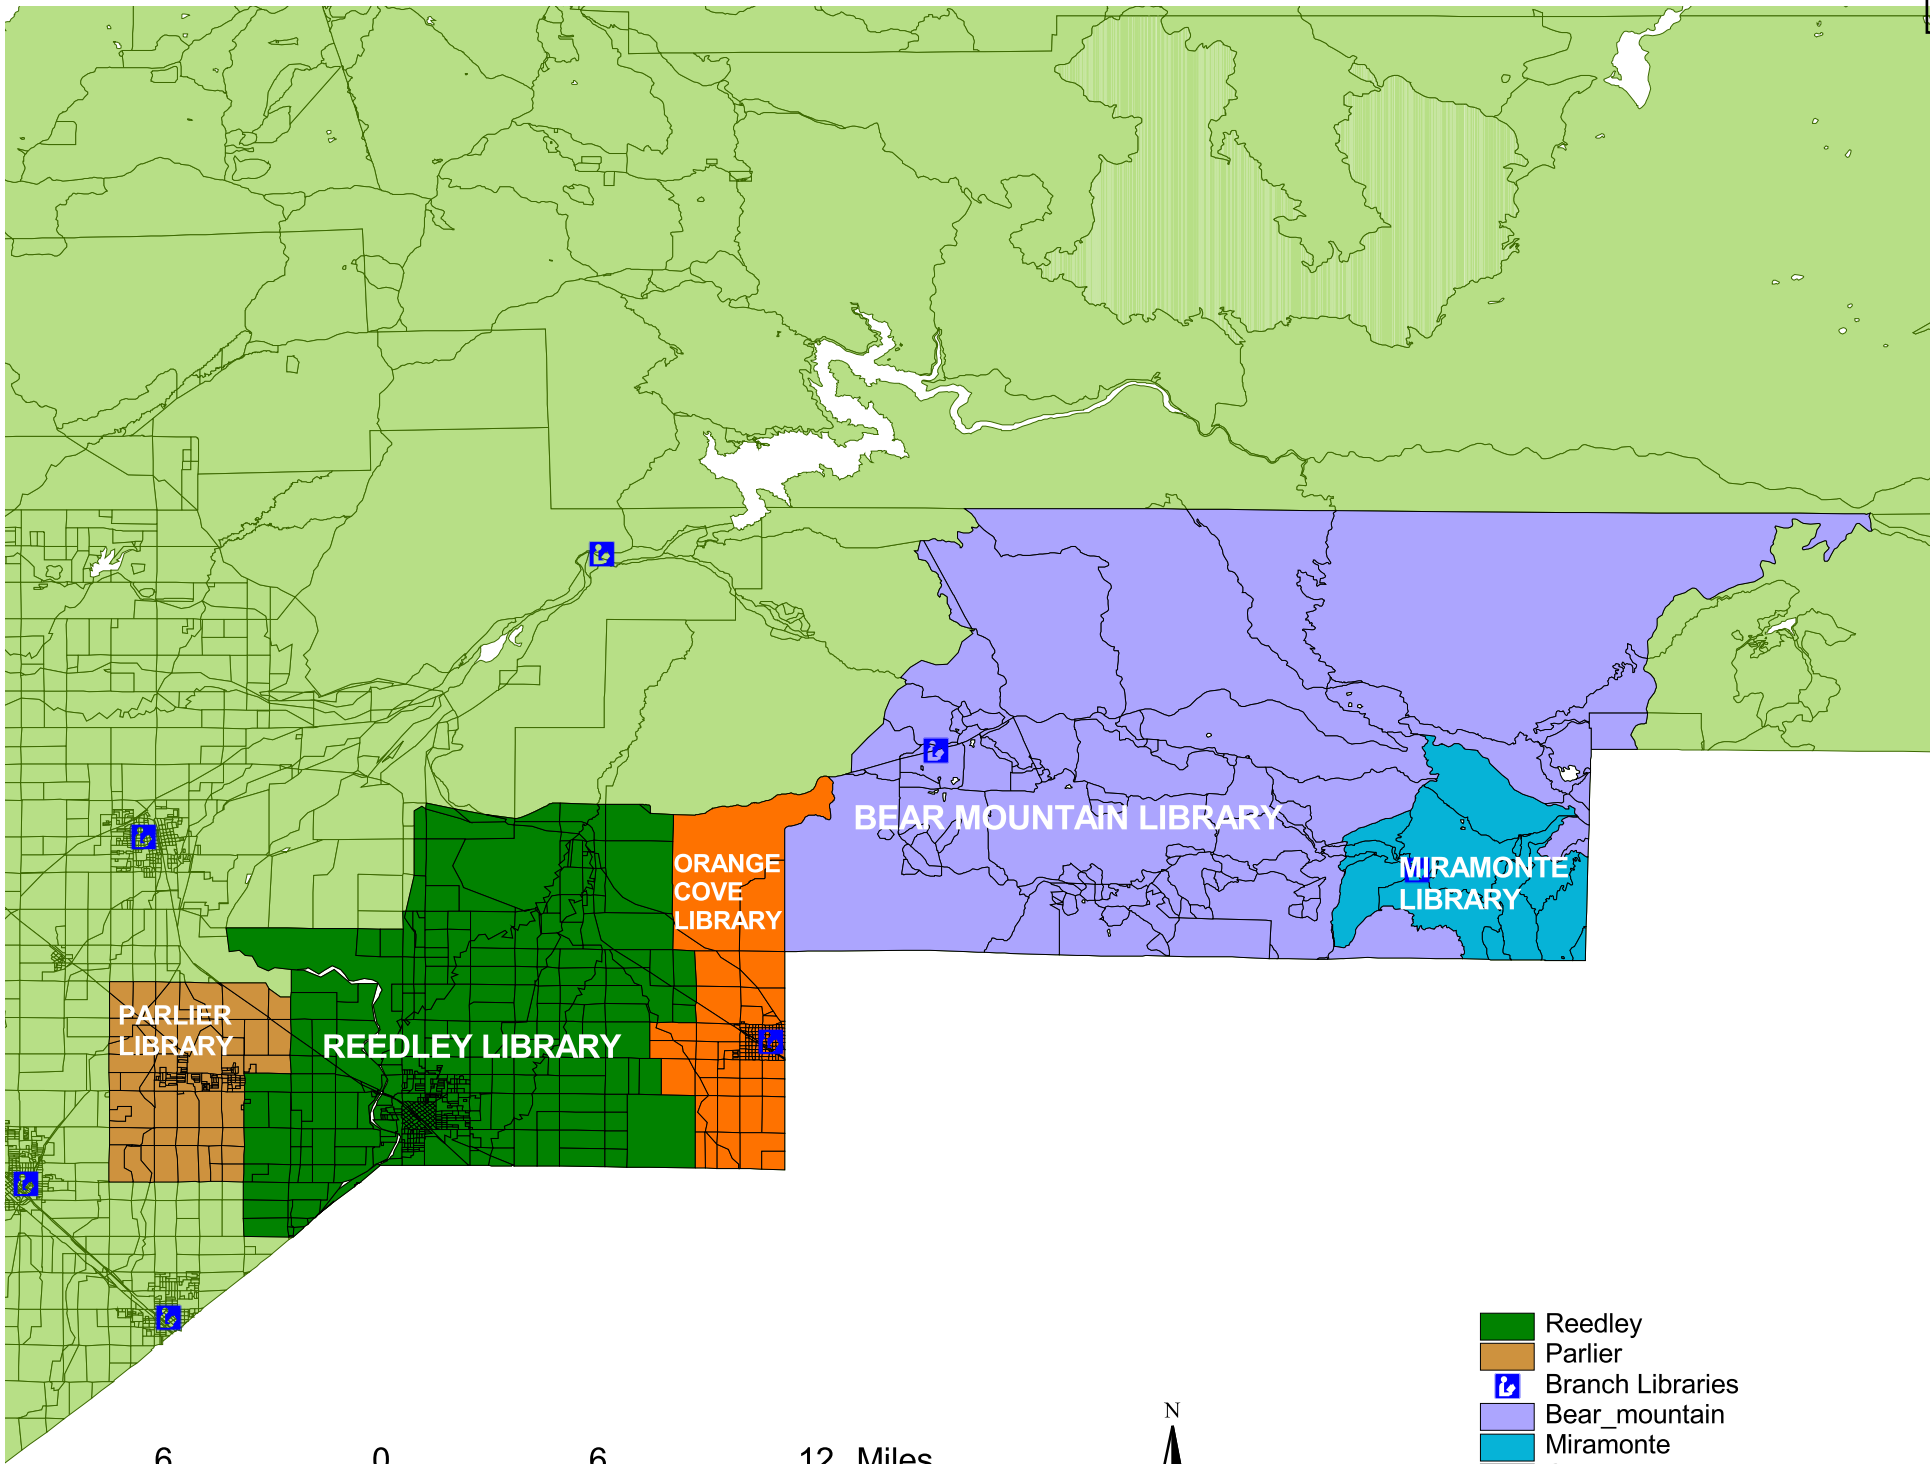 BEAR MOUNTAIN LIBRARY
ORANGE
COVE
LIBRARY
MIRAMONTE
LIBRARY
PARLIER
LIBRARY
REEDLEY LIBRARY
Reedley
Parlier
Branch Libraries
Bear_mountain
Miramonte
N
6 0 6 12 Miles